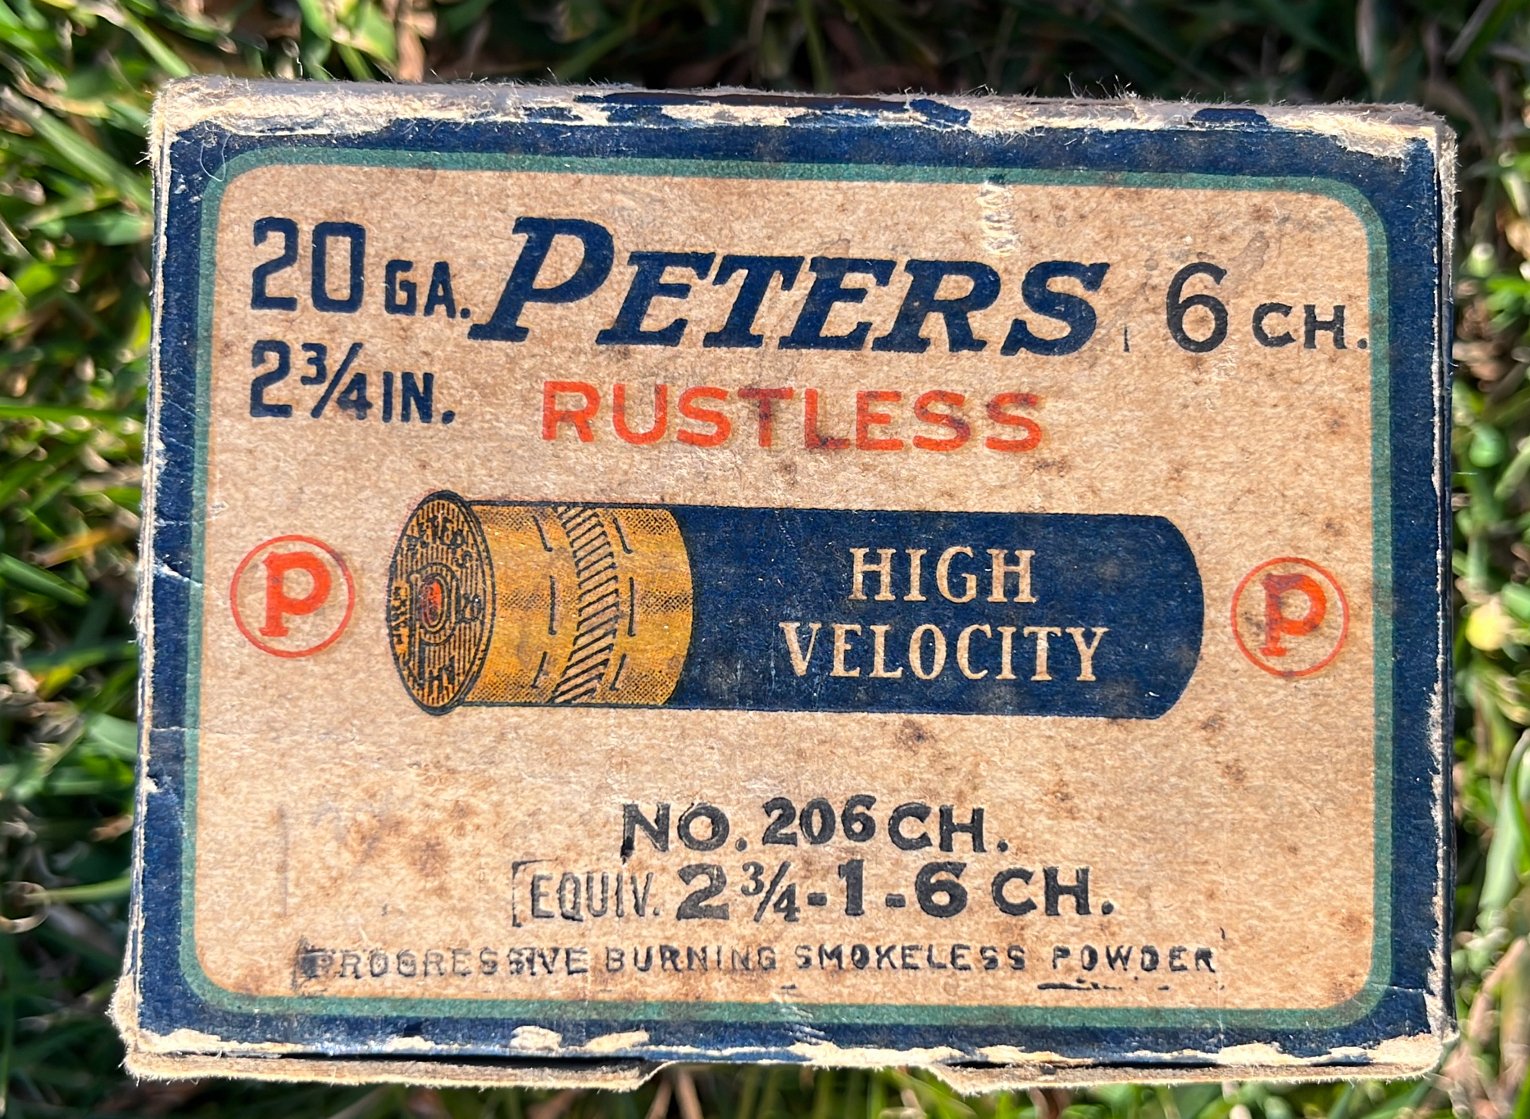 20 GA. PETERS 6 CH.
2¾ IN.
RUSTLESS
P
HIGH
VELOCITY
P
NO. 206 CH.
EQUIV. 2¾-1-6 CH.
PROGRESSIVE BURNING SMOKELESS POWDER